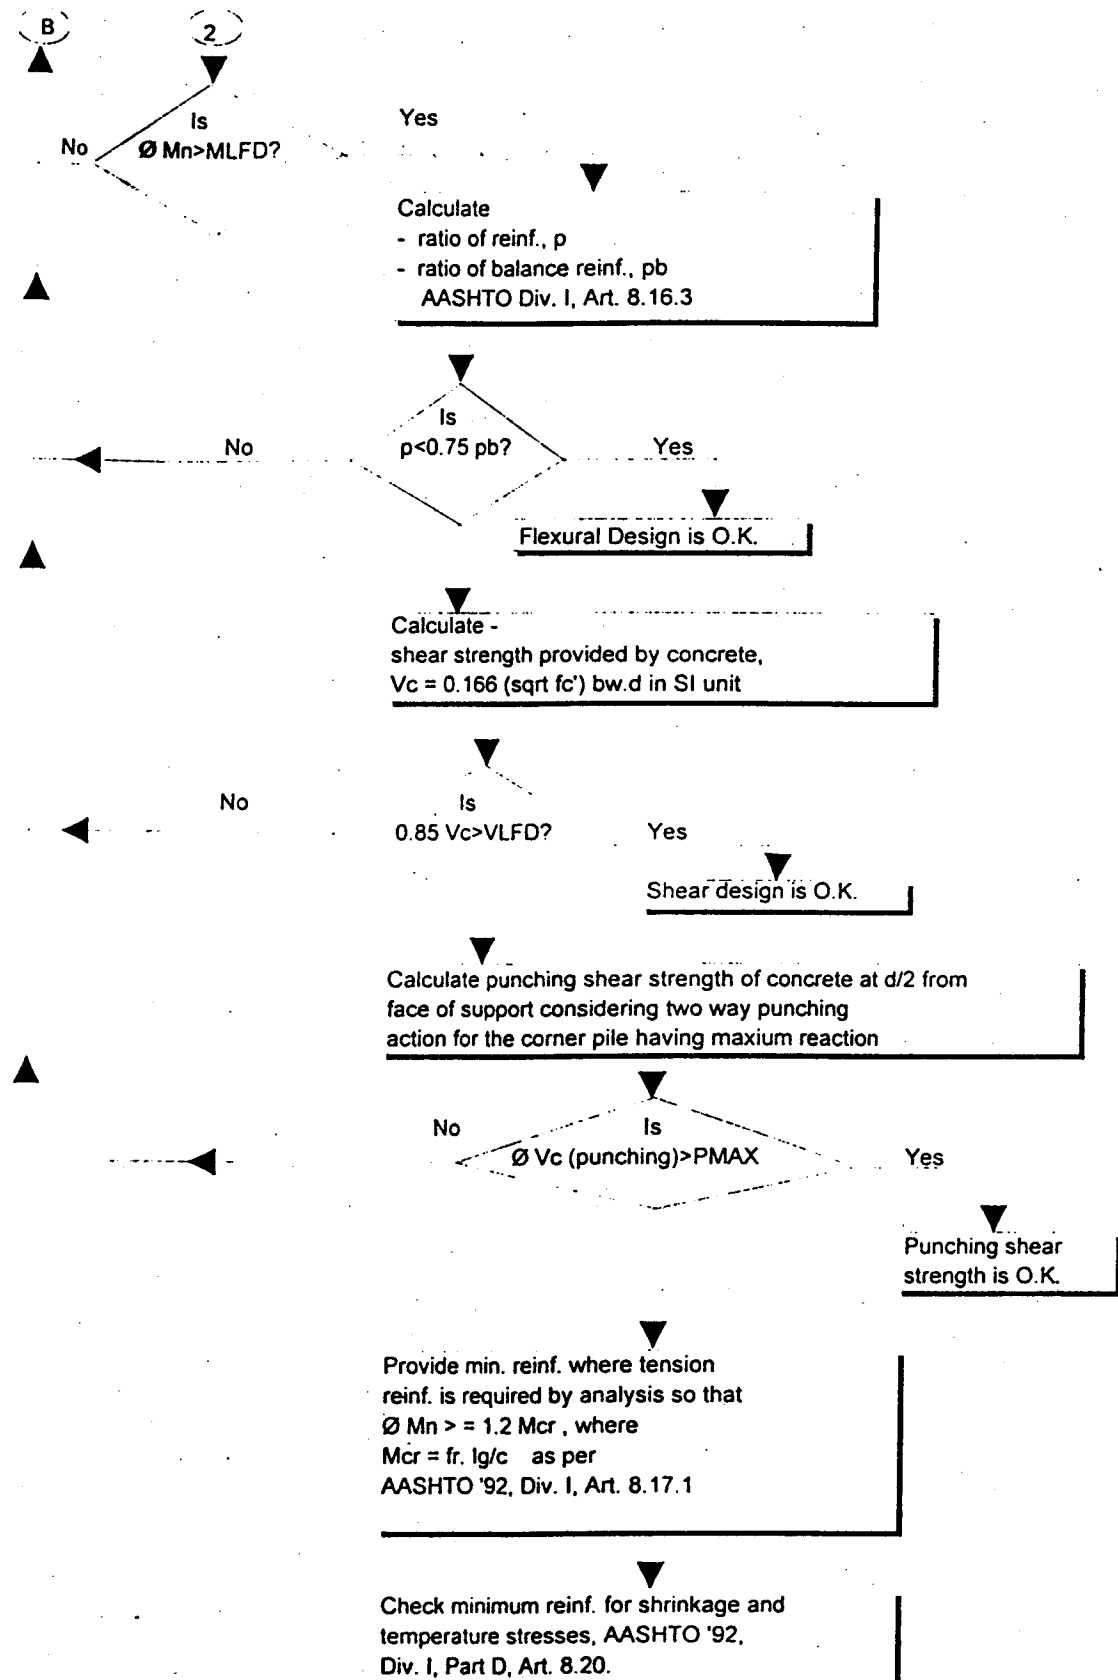 B
2
Is
Ø Mn>MLFD?
No
Yes
Calculate
- ratio of reinf., p
- ratio of balance reinf., pb
AASHTO Div. I, Art. 8.16.3
Is
p<0.75 pb?
No
Yes
Flexural Design is O.K.
Calculate -
shear strength provided by concrete,
Vc = 0.166 (sqrt fc') bw.d in SI unit
No
Is
0.85 Vc>VLFD?
Yes
Shear design is O.K.
Calculate punching shear strength of concrete at d/2 from
face of support considering two way punching
action for the corner pile having maxium reaction
No
Is
Ø Vc (punching)>PMAX
Yes
Punching shear
strength is O.K.
Provide min. reinf. where tension
reinf. is required by analysis so that
Ø Mn > = 1.2 Mcr , where
Mcr = fr. Ig/c as per
AASHTO '92, Div. I, Art. 8.17.1
Check minimum reinf. for shrinkage and
temperature stresses, AASHTO '92,
Div. I, Part D, Art. 8.20.